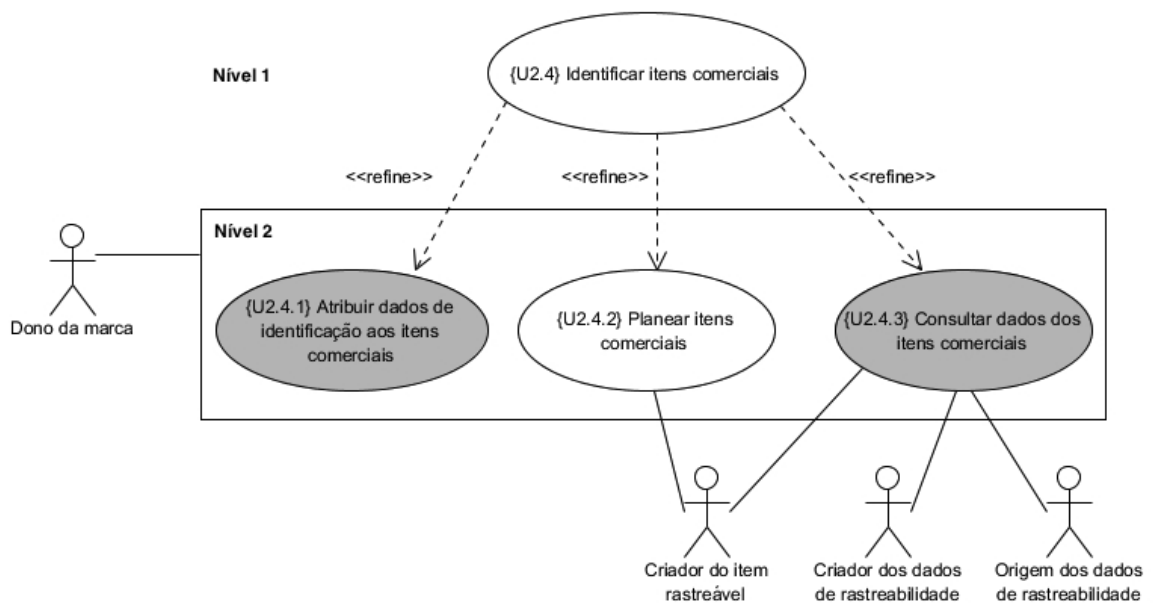 Nível 1
{U2.4} Identificar itens comerciais
<<refine>>
<<refine>>
<<refine>>
Nível 2
Dono da marca
{U2.4.1} Atribuir dados de
identificação aos itens
comerciais
{U2.4.2} Planear itens
comerciais
{U2.4.3} Consultar dados dos
itens comerciais
Criador do item
rastreável
Criador dos dados
de rastreabilidade
Origem dos dados
de rastreabilidade